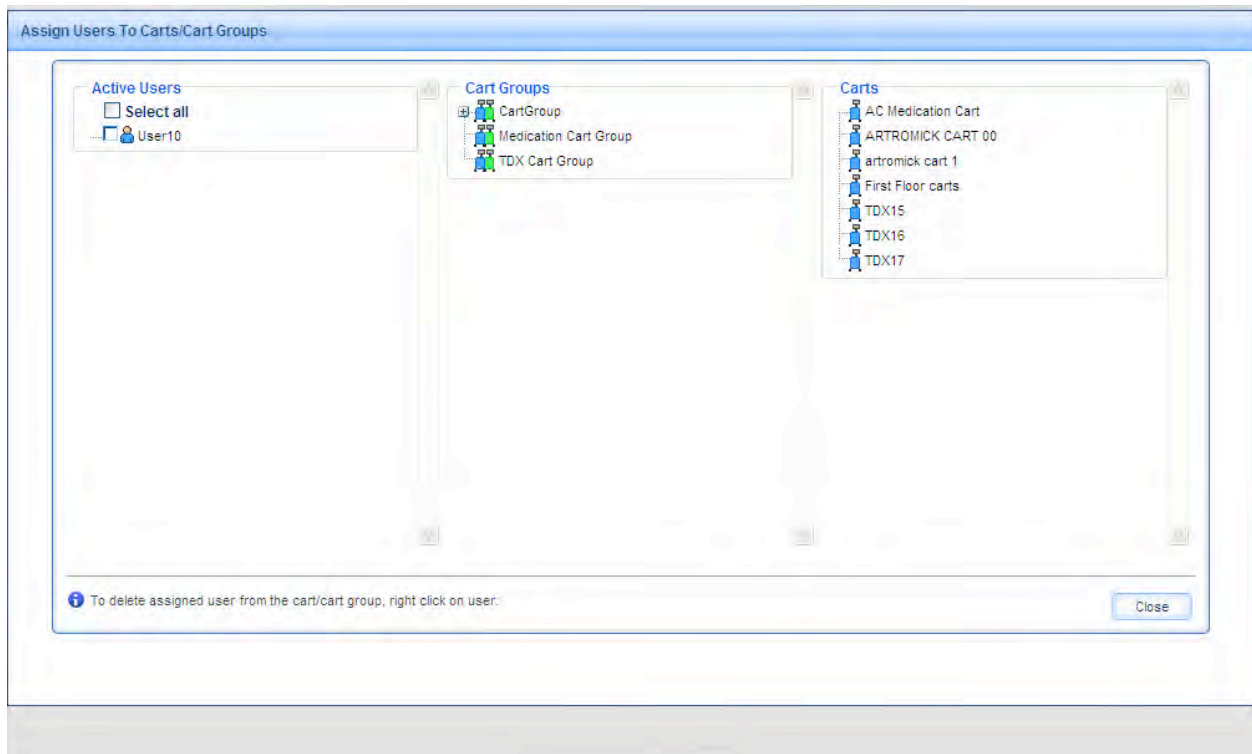 Assign Users To Carts/Cart Groups
Active Users
Select all
User10
Cart Groups
CartGroup
Medication Cart Group
TDX Cart Group
Carts
AC Medication Cart
ARTROMICK CART 00
artromick cart 1
First Floor carts
TDX15
TDX16
TDX17
To delete assigned user from the cart/cart group, right click on user.
Close